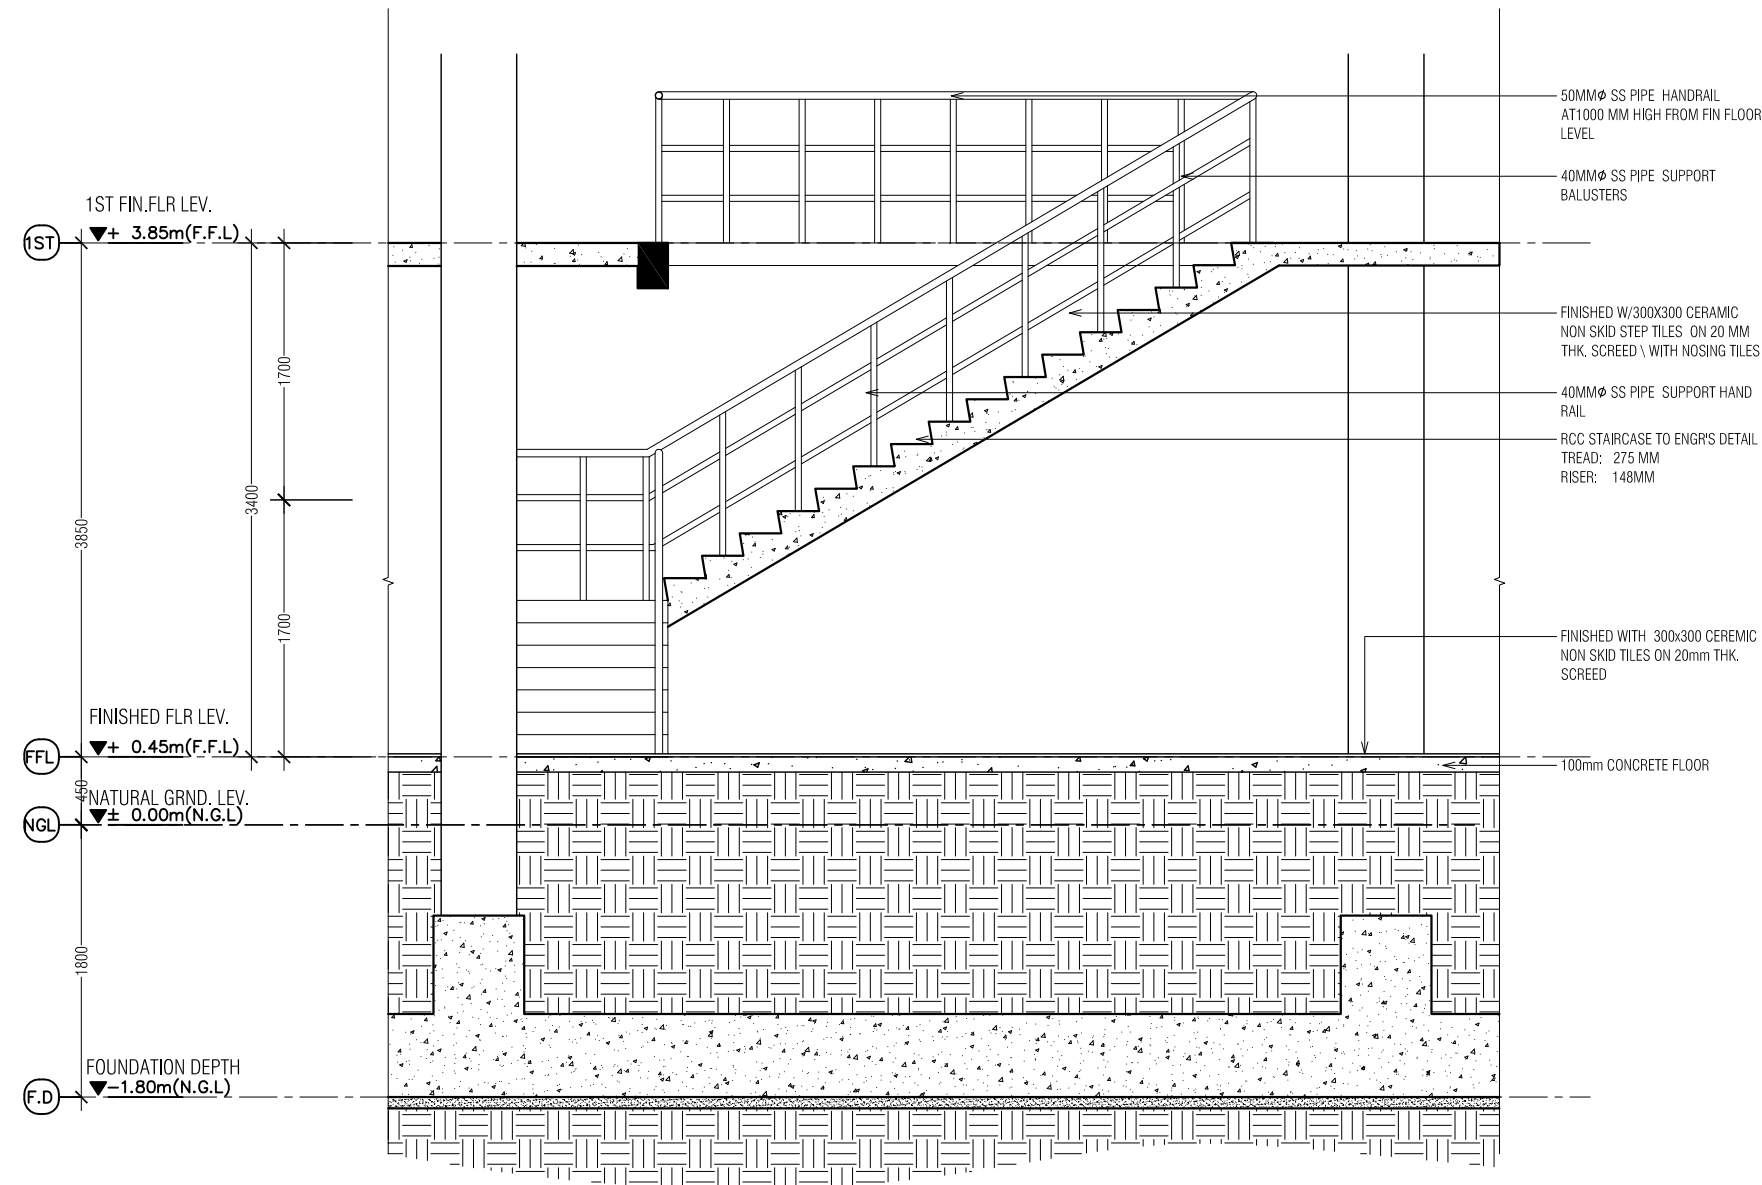 50MMØ SS PIPE HANDRAIL
AT1000 MM HIGH FROM FIN FLOOR
LEVEL
40MMØ SS PIPE SUPPORT
BALUSTERS
1ST FIN.FLR LEV.
1ST
+ 3.85m(F.F.L)
FINISHED W/300X300 CERAMIC
NON SKID STEP TILES ON 20 MM
THK. SCREED \ WITH NOSING TILES
1700
40MMØ SS PIPE SUPPORT HAND
RAIL
RCC STAIRCASE TO ENGR'S DETAIL
TREAD: 275 MM
RISER: 148MM
3400
3850
1700
FINISHED WITH 300x300 CEREMIC
NON SKID TILES ON 20mm THK.
SCREED
FINISHED FLR LEV.
FFL
+ 0.45m(F.F.L)
100mm CONCRETE FLOOR
450
NATURAL GRND. LEV.
NGL
± 0.00m(N.G.L)
1800
FOUNDATION DEPTH
F.D
-1.80m(N.G.L)